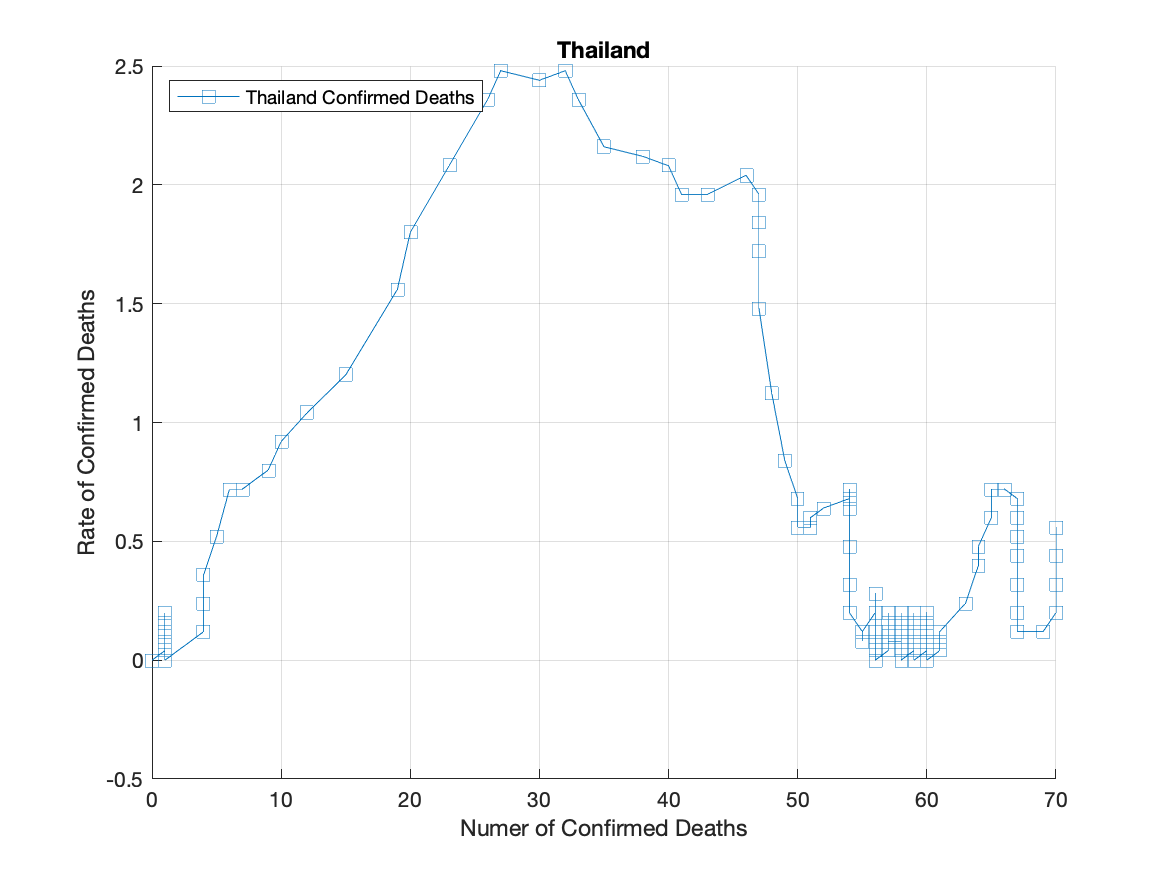 Thailand
2.5
Thailand Confirmed Deaths
2
1.5
1
0.5
0
-0.5
Rate of Confirmed Deaths
0 10 20 30 40 50 60 70
Numer of Confirmed Deaths